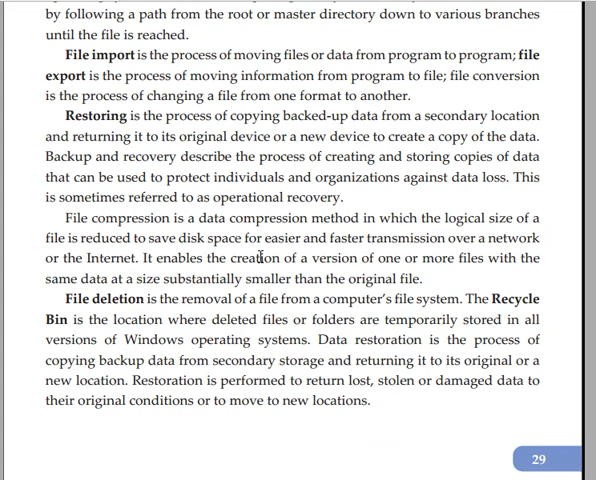 by following a path from the root or master directory down to various branches
until the file is reached.
File import is the process of moving files or data from program to program; file
export is the process of moving information from program to file; file conversion
is the process of changing a file from one format to another.
Restoring is the process of copying backed-up data from a secondary location
and returning it to its original device or a new device to create a copy of the data.
Backup and recovery describe the process of creating and storing copies of data
that can be used to protect individuals and organizations against data loss. This
is sometimes referred to as operational recovery.
File compression is a data compression method in which the logical size of a
file is reduced to save disk space for easier and faster transmission over a network
or the Internet. It enables the creation of a version of one or more files with the
same data at a size substantially smaller than the original file.
File deletion is the removal of a file from a computer's file system. The Recycle
Bin is the location where deleted files or folders are temporarily stored in all
versions of Windows operating systems. Data restoration is the process of
copying backup data from secondary storage and returning it to its original or a
new location. Restoration is performed to return lost, stolen or damaged data to
their original conditions or to move to new locations.
29